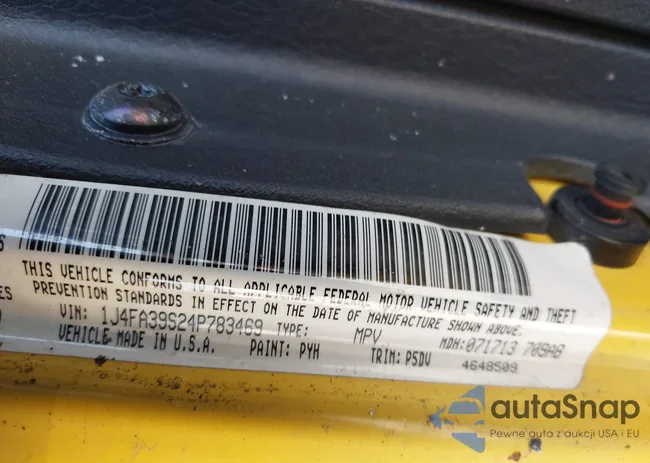 THIS VEHICLE CONFORMS TO ALL APPLICABLE FEDERAL MOTOR VEHICLE SAFETY AND THEFT
PREVENTION STANDARDS IN EFFECT ON THE DATE OF MANUFACTURE SHOWN ABOVE.
VIN: 1J4FA39S24P783469 TYPE: MPV MDH: 071713 709AB
VEHICLE MADE IN U.S.A. PAINT: PYH TRIM: P5DV 4648509
autaSnap
Pewne auta z aukcji USA i EU